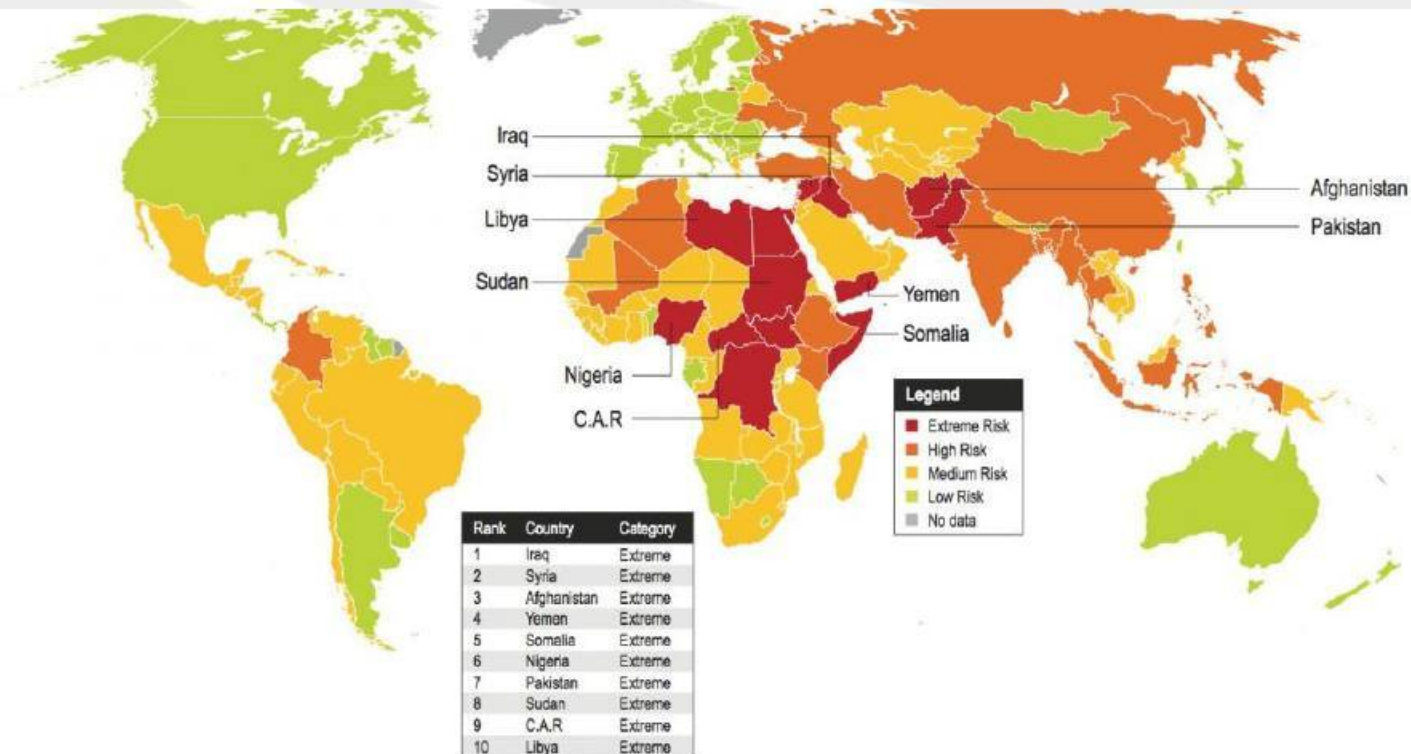 Iraq
Syria
Libya
Sudan
Nigeria
C.A.R
Afghanistan
Pakistan
Yemen
Somalia
Legend
Extreme Risk
High Risk
Medium Risk
Low Risk
No data
Rank Country Category
1 Iraq Extreme
2 Syria Extreme
3 Afghanistan Extreme
4 Yemen Extreme
5 Somalia Extreme
6 Nigeria Extreme
7 Pakistan Extreme
8 Sudan Extreme
9 C.A.R Extreme
10 Libya Extreme